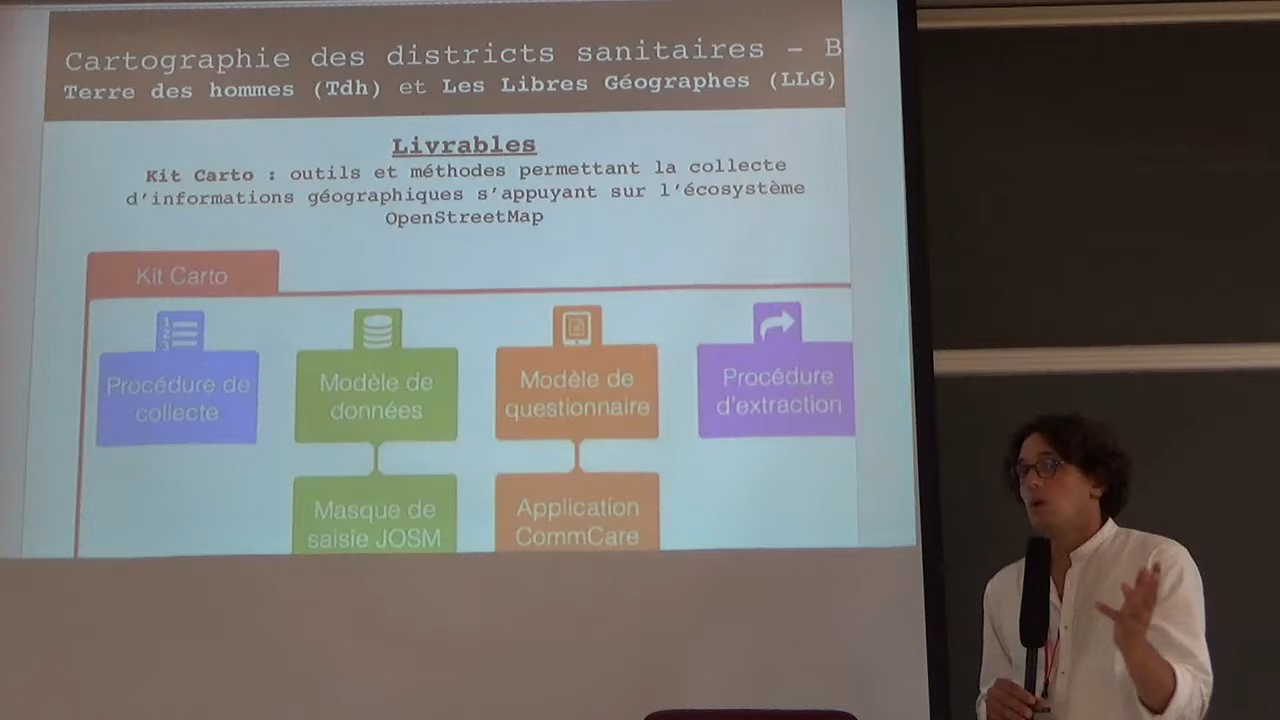 Cartographie des districts sanitaires - B
Terre des hommes (Tdh) et Les Libres Géographes (LLG)
Livrables
Kit Carto : outils et méthodes permettant la collecte
d'informations géographiques s'appuyant sur l'écosystème
OpenStreetMap
Kit Carto
Procédure de
collecte
Modèle de
données
Modèle de
questionnaire
Procédure
d'extraction
Masque de
saisie JOSM
Application
CommCare